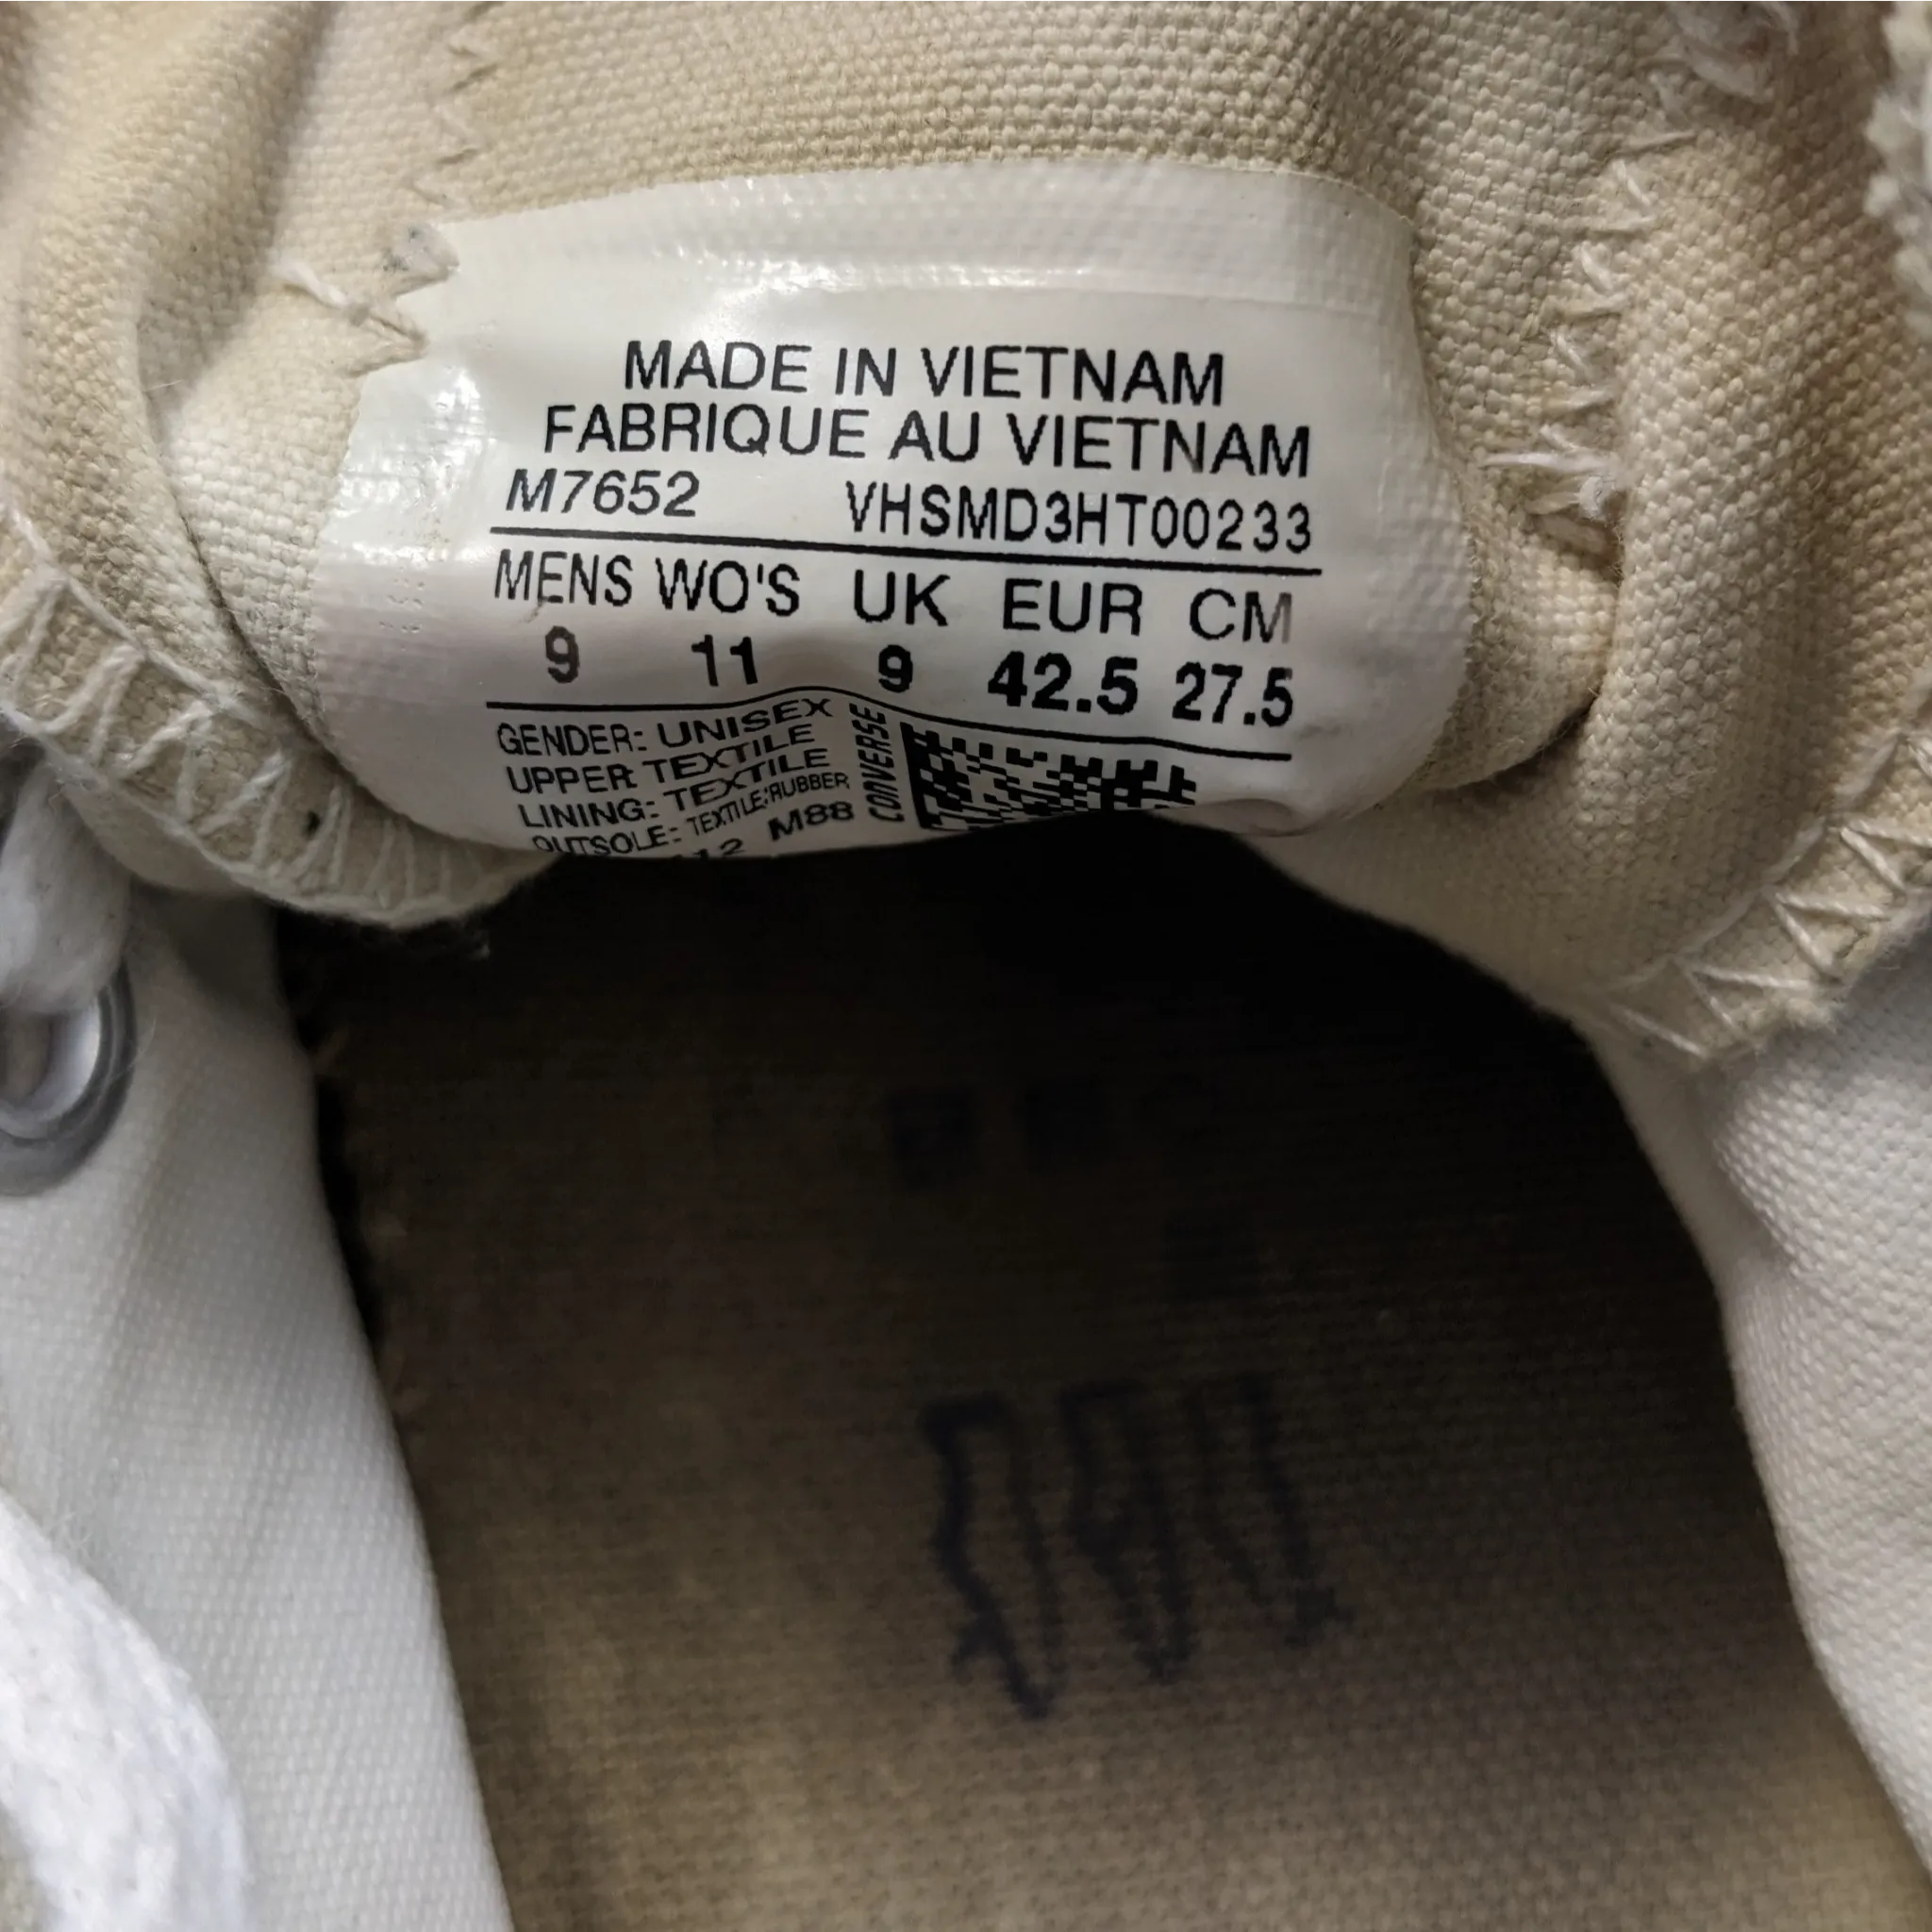 MADE IN VIETNAM
FABRIQUE AU VIETNAM
M7652 VHSMD3HT00233
MENS WO'S UK EUR CM
9 11 9 42.5 27.5
GENDER: UNISEX
UPPER: TEXTILE
LINING: TEXTILE
OUTSOLE: TEXTILE/RUBBER
M88
CONVERSE